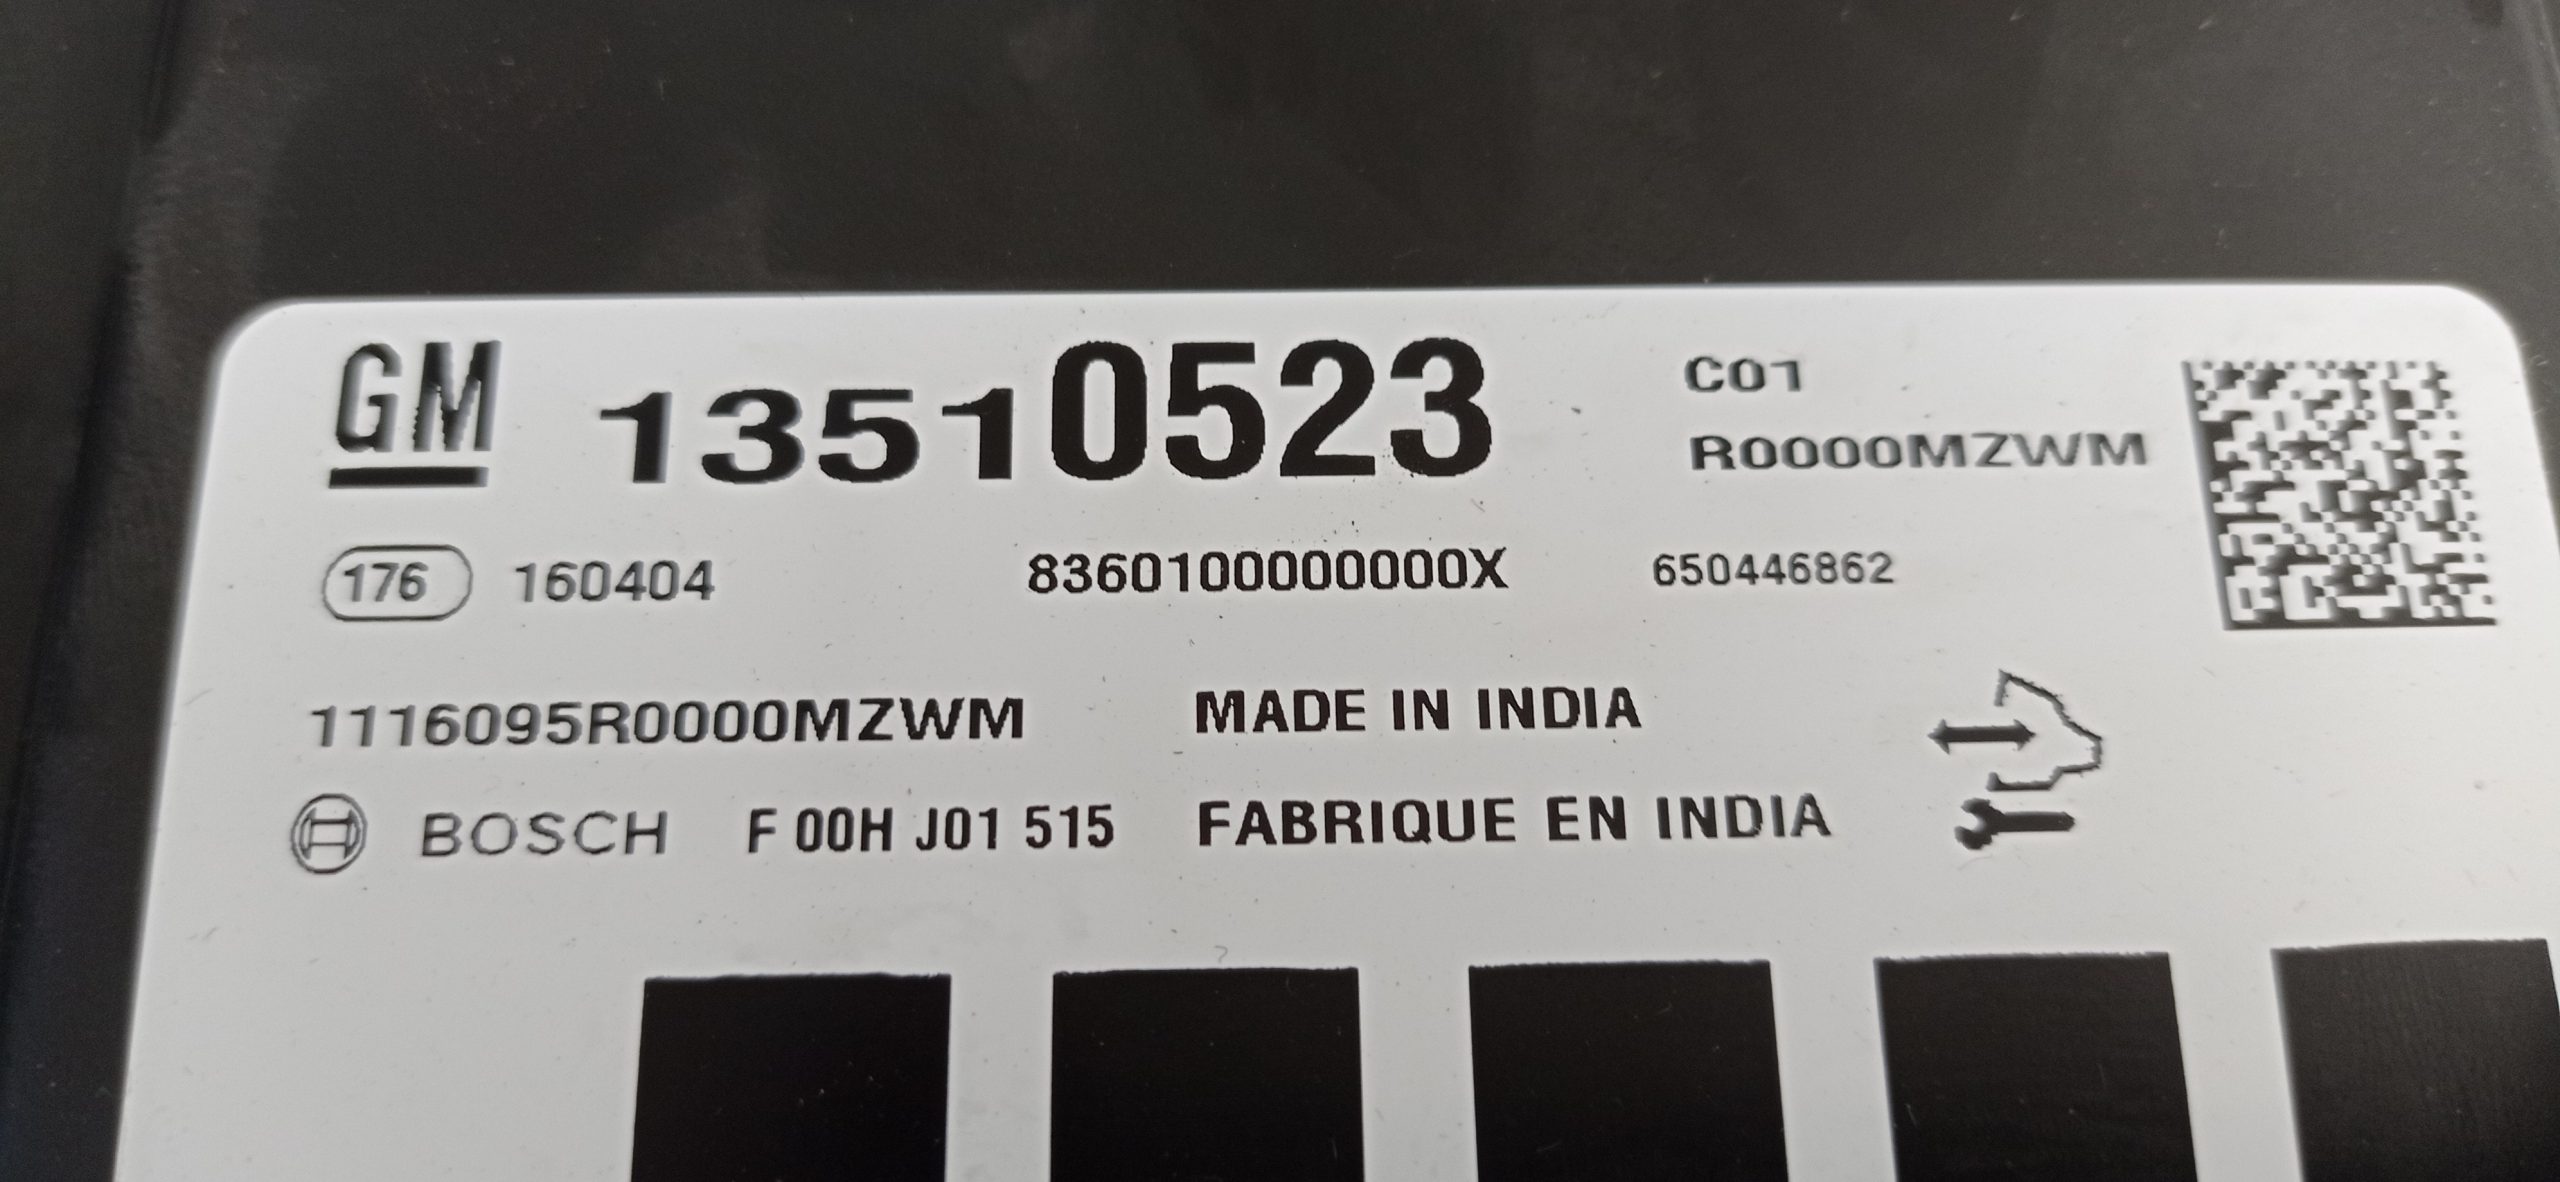 GM 13510523 C01
R0000MZWM
176 160404 8360100000000X 650446862
1116095R0000MZWM MADE IN INDIA
BOSCH F 00H J01 515 FABRIQUE EN INDIA